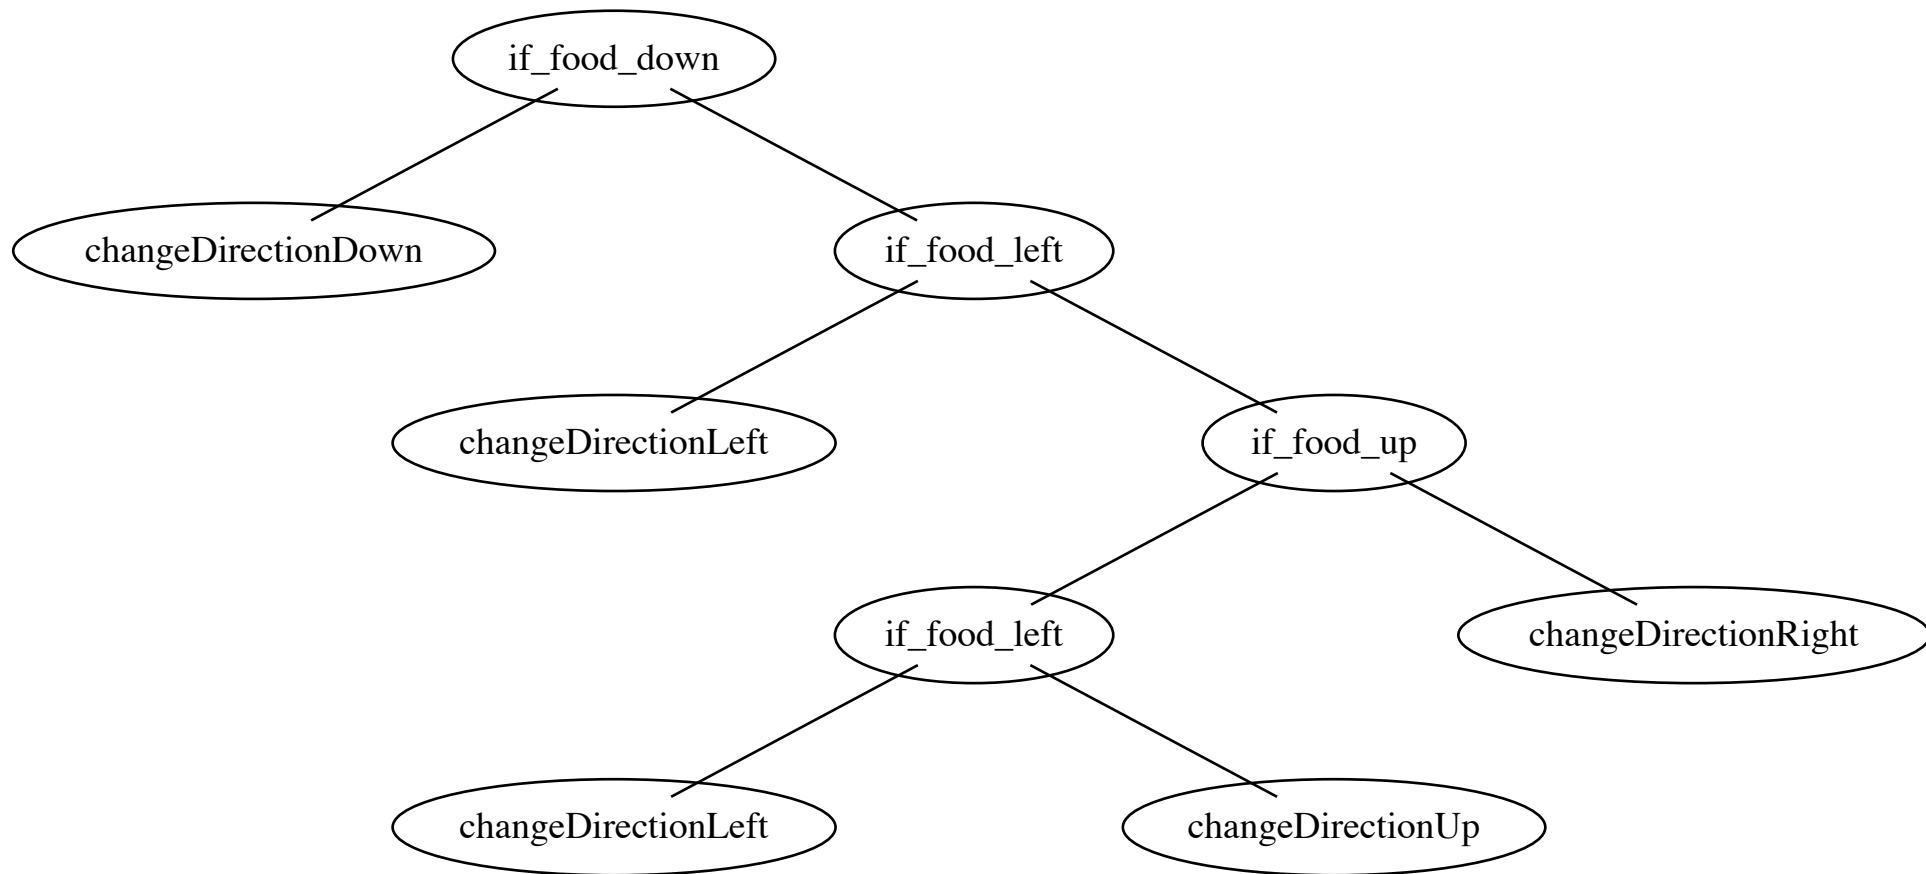 if_food_down
changeDirectionDown
if_food_left
changeDirectionLeft
if_food_up
if_food_left
changeDirectionRight
changeDirectionLeft
changeDirectionUp